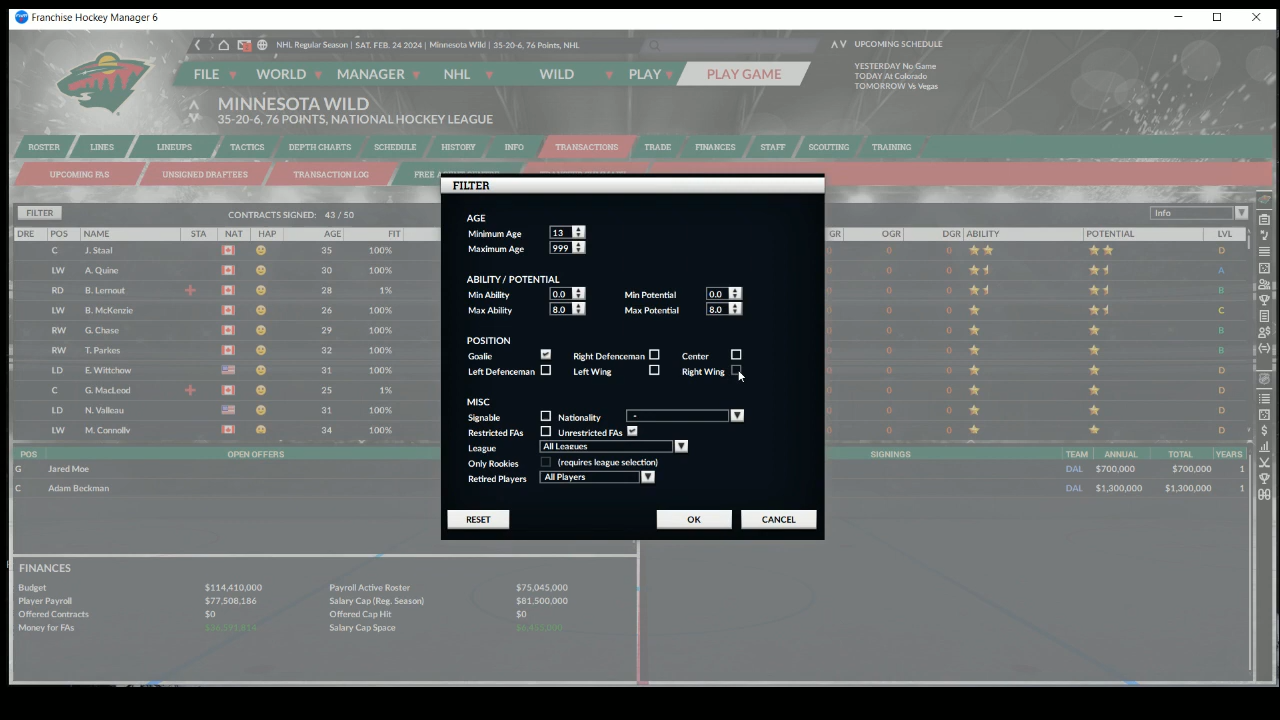 Franchise Hockey Manager 6
NHL Regular Season | SAT. FEB. 24 2024 | Minnesota Wild | 35-20-6, 76 Points, NHL
UPCOMING SCHEDULE
YESTERDAY No Game
TODAY At Colorado
TOMORROW Vs Vegas
FILE WORLD MANAGER NHL WILD PLAY PLAY GAME
MINNESOTA WILD
35-20-6, 76 POINTS, NATIONAL HOCKEY LEAGUE
ROSTER LINES LINEUPS TACTICS DEPTH CHARTS SCHEDULE HISTORY INFO TRANSACTIONS TRADE FINANCES STAFF SCOUTING TRAINING
UPCOMING FAS UNSIGNED DRAFTEES TRANSACTION LOG FREE
FILTER CONTRACTS SIGNED: 43 / 50 Info
DRE POS NAME STA NAT HAP AGE FIT GR OGR DGR ABILITY POTENTIAL LVL
C J. Staal 35 100% 0 0 D
LW A. Quine 30 100% 0 0 A
RD B. Lernout 28 1% 0 0 B
LW B. McKenzie 26 100% 0 0 C
RW G. Chase 29 100% 0 0 B
RW T. Parkes 32 100% 0 0 B
LD E. Wittchow 31 100% 0 0 D
C G. MacLeod 25 1% 0 0 D
LD N. Valleau 31 100% 0 0 D
LW M. Connolly 34 100% 0 0 D
FILTER
AGE
Minimum Age 13
Maximum Age 999
ABILITY / POTENTIAL
Min Ability 0.0 Min Potential 0.0
Max Ability 8.0 Max Potential 8.0
POSITION
Goalie Right Defenceman Center
Left Defenceman Left Wing Right Wing
MISC
Signable Nationality -
Restricted FAs Unrestricted FAs
League All Leagues
Only Rookies (requires league selection)
Retired Players All Players
RESET OK CANCEL
POS OPEN OFFERS SIGNINGS TEAM ANNUAL TOTAL YEARS
G Jared Moe DAL $700,000 $700,000 1
C Adam Beckman DAL $1,300,000 $1,300,000 1
FINANCES
Budget $114,410,000 Payroll Active Roster $75,045,000
Player Payroll $77,508,186 Salary Cap (Reg. Season) $81,500,000
Offered Contracts $0 Offered Cap Hit $0
Money for FAs Salary Cap Space